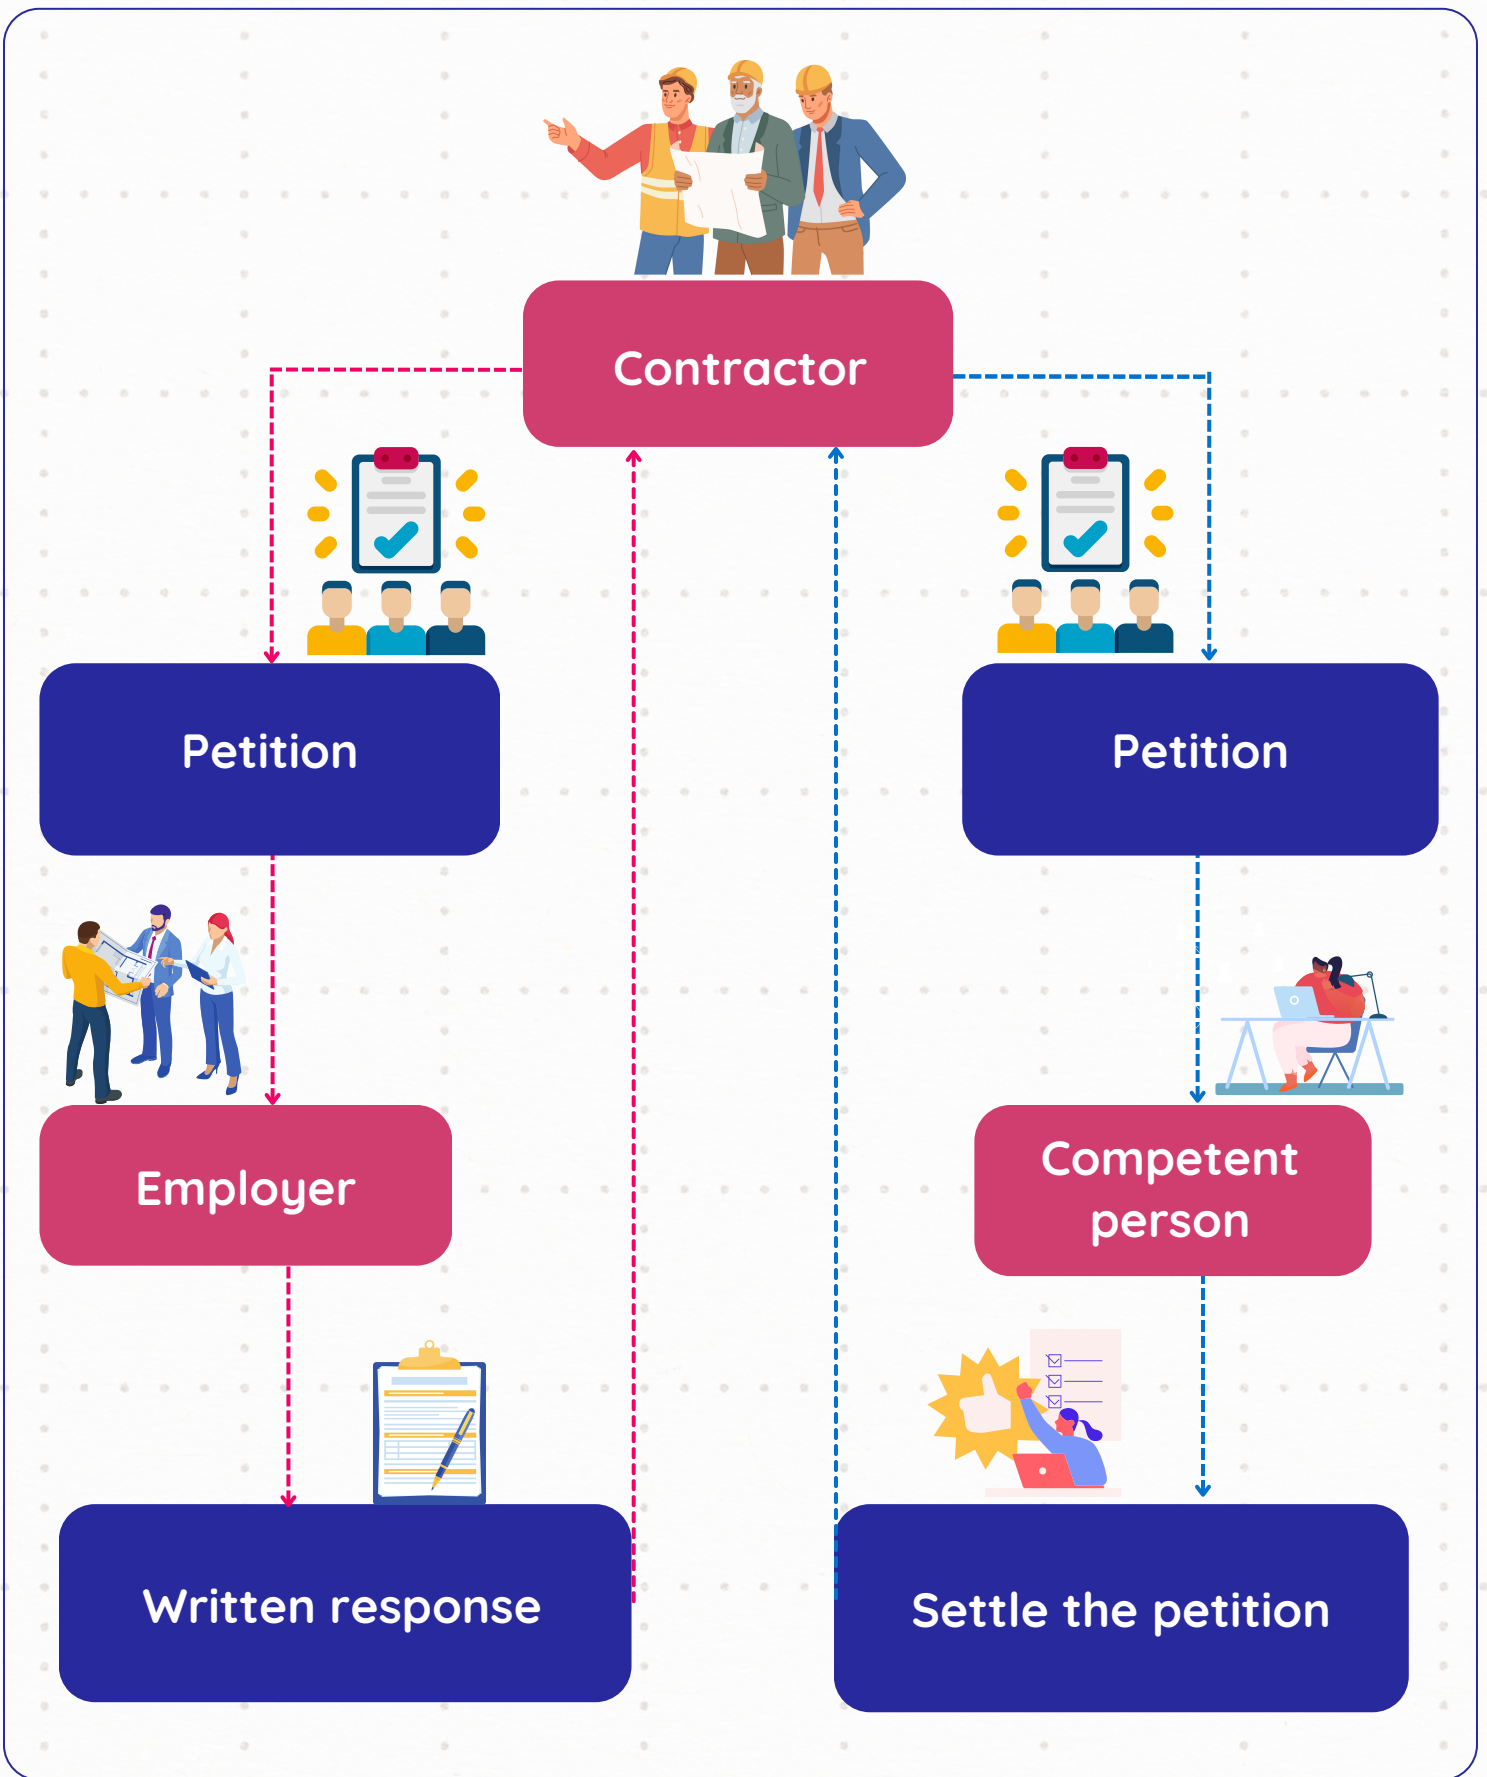 Contractor
Petition
Petition
Employer
Competent
person
Written response
Settle the petition